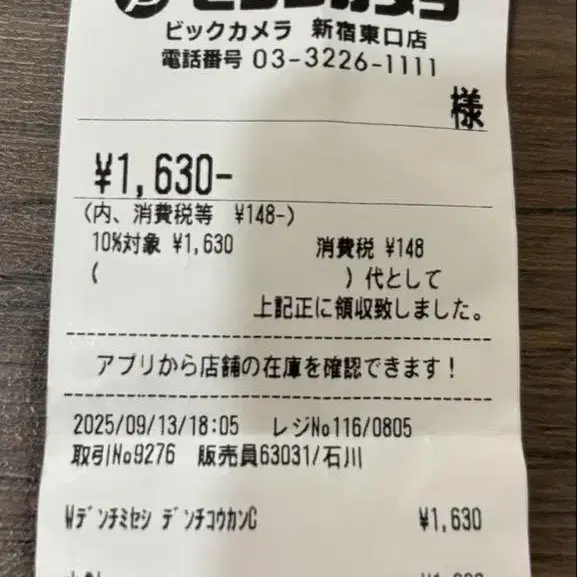 ビックカメラ
ビックカメラ 新宿東口店
電話番号 03-3226-1111
様
¥1,630-
(内、消費税等 ¥148-)
10%対象 ¥1,630 消費税 ¥148
( )代として
上記正に領収致しました。
アプリから店舗の在庫を確認できます!
2025/09/13/18:05 レジNo116/0805
取引No9276 販売員63031/石川
Wデンチミセシ デンチコウカンC ¥1,630